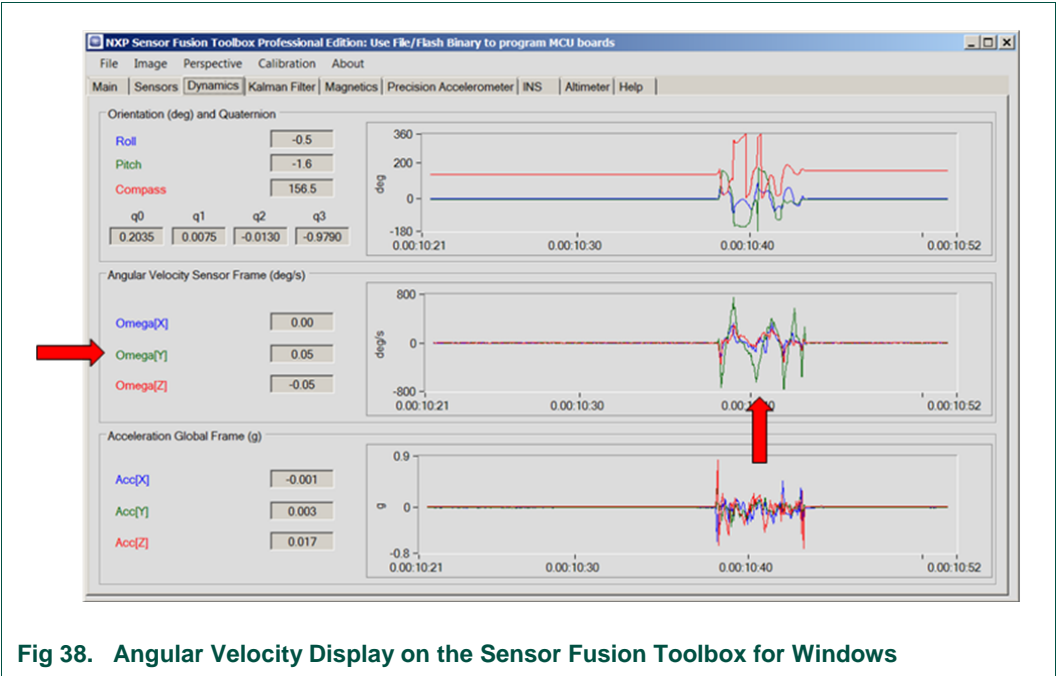 NXP Sensor Fusion Toolbox Professional Edition: Use File/Flash Binary to program MCU boards
File Image Perspective Calibration About
Main Sensors Dynamics Kalman Filter Magnetics Precision Accelerometer INS Altimeter Help
Orientation (deg) and Quaternion
Roll -0.5
Pitch -1.6
Compass 156.5
q0 q1 q2 q3
0.2035 0.0075 -0.0130 -0.9790
deg
360
200
0
-180
0.00:10:21 0.00:10:30 0.00:10:40 0.00:10:52
Angular Velocity Sensor Frame (deg/s)
Omega[X] 0.00
Omega[Y] 0.05
Omega[Z] -0.05
deg/s
800
0
-800
0.00:10:21 0.00:10:30 0.00:10:52
Acceleration Global Frame (g)
Acc[X] -0.001
Acc[Y] 0.003
Acc[Z] 0.017
g
0.9
0
-0.8
0.00:10:21 0.00:10:30 0.00:10:40 0.00:10:52
Fig 38. Angular Velocity Display on the Sensor Fusion Toolbox for Windows